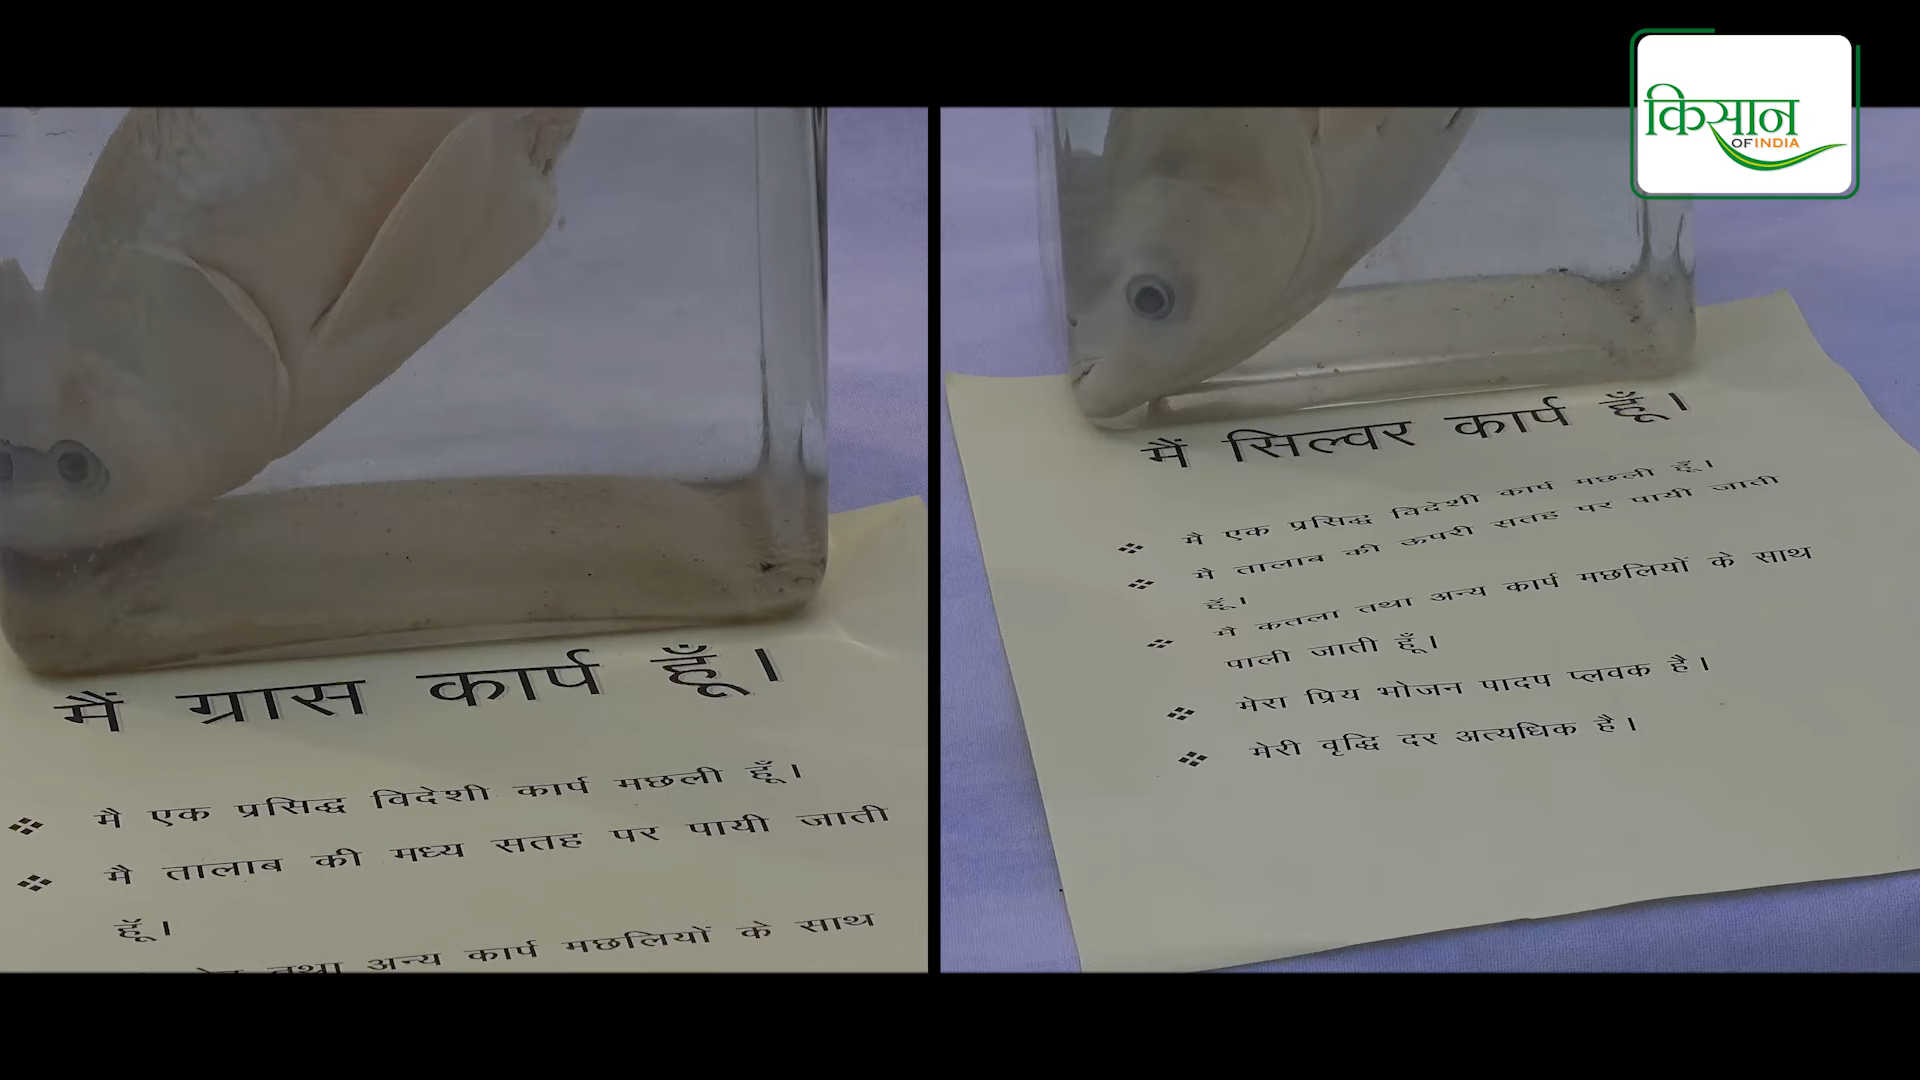 किसान
OF INDIA
मैं ग्रास कार्प हूँ।
मै एक प्रसिद्ध विदेशी कार्प मछली हूँ।
मै तालाब की मध्य सतह पर पायी जाती
हूँ।
तथा अन्य कार्प मछलियों के साथ
मैं सिल्वर कार्प हूँ।
मै एक प्रसिद्ध विदेशी कार्प मछली हूँ।
मै तालाब की ऊपरी सतह पर पायी जाती
हूँ।
मै कतला तथा अन्य कार्प मछलियों के साथ
पाली जाती हूँ।
मेरा प्रिय भोजन पादप प्लवक है।
मेरी वृद्धि दर अत्यधिक है।